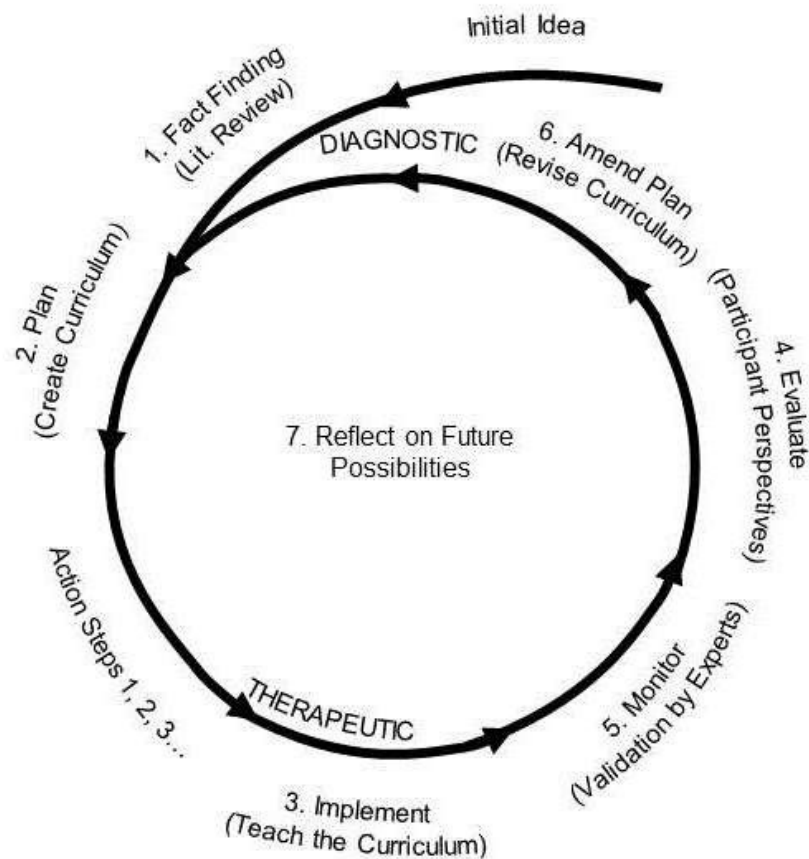 Initial Idea
1. Fact Finding
(Lit. Review)
DIAGNOSTIC
6. Amend Plan
(Revise Curriculum)
2. Plan
(Create Curriculum)
4. Evaluate
(Participant Perspectives)
7. Reflect on Future
Possibilities
Action Steps 1, 2, 3...
THERAPEUTIC
5. Monitor
(Validation by Experts)
3. Implement
(Teach the Curriculum)